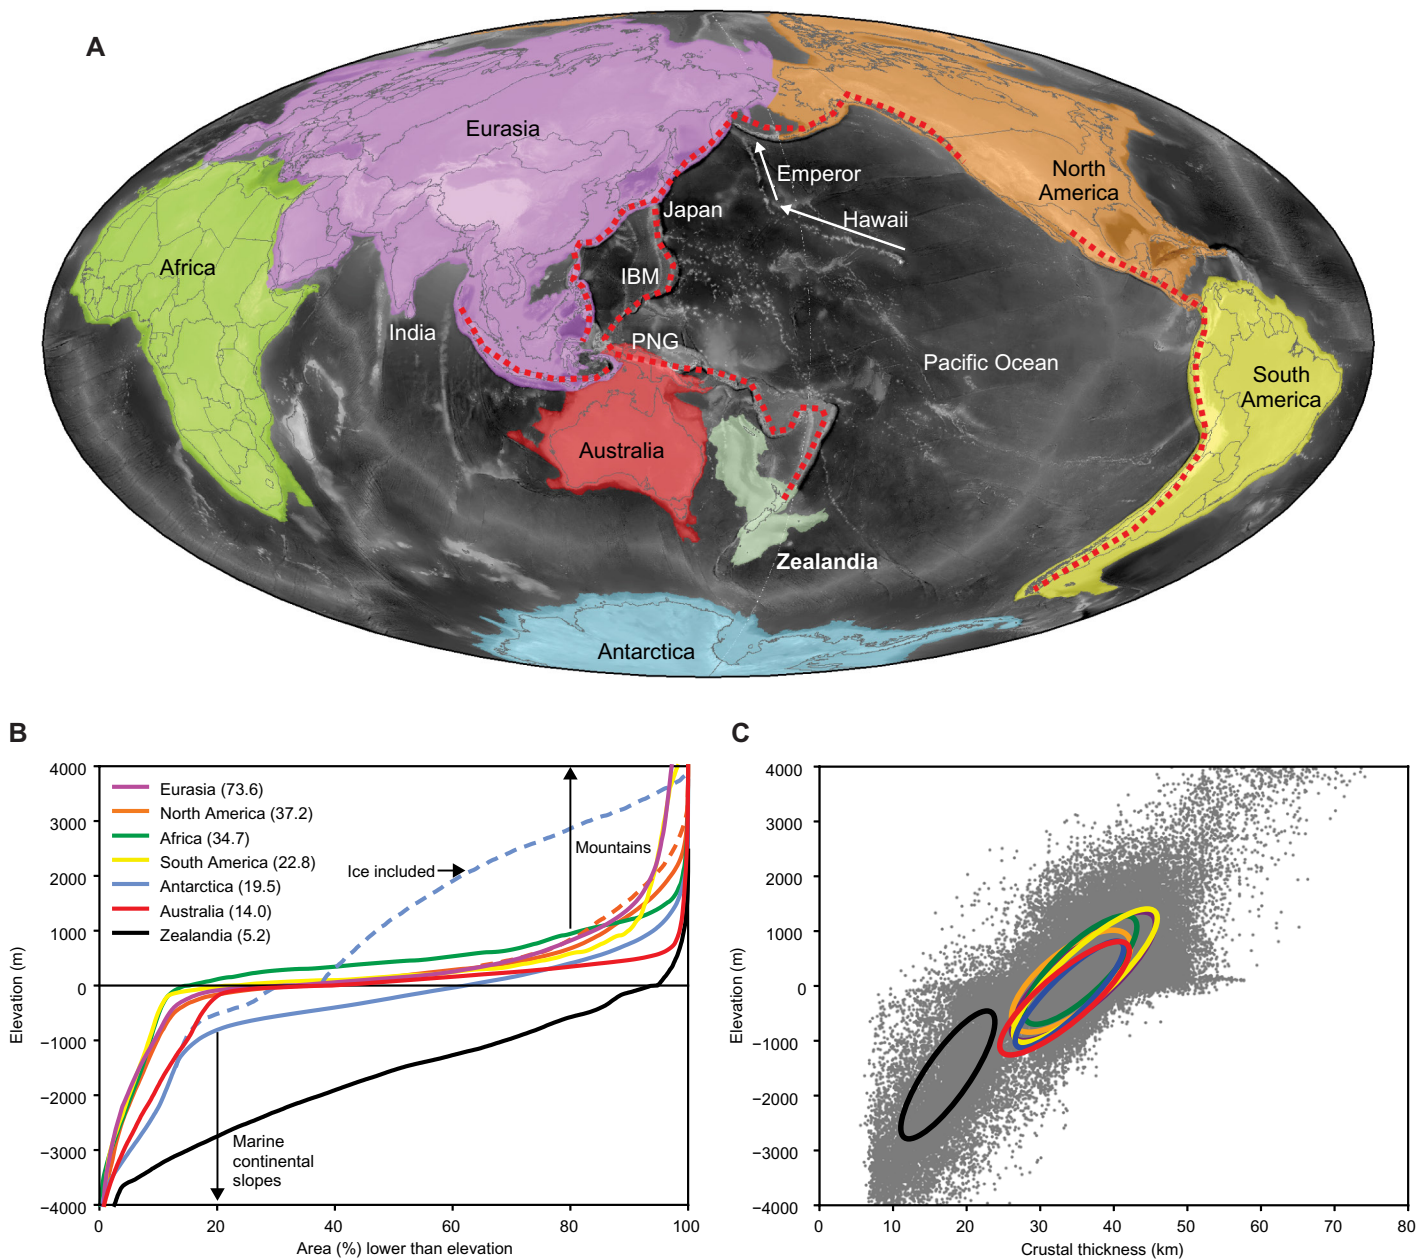 A
Eurasia
North
America
Emperor
Hawaii
Japan
Africa
IBM
India
PNG
Pacific Ocean
South
America
Australia
Zealandia
Antarctica
B
4000
3000
2000
1000
0
−1000
−2000
−3000
−4000
Elevation (m)
Eurasia (73.6)
North America (37.2)
Africa (34.7)
South America (22.8)
Antarctica (19.5)
Australia (14.0)
Zealandia (5.2)
Ice included
Mountains
Marine
continental
slopes
0 20 40 60 80 100
Area (%) lower than elevation
C
4000
3000
2000
1000
0
−1000
−2000
−3000
−4000
Elevation (m)
0 10 20 30 40 50 60 70 80
Crustal thickness (km)